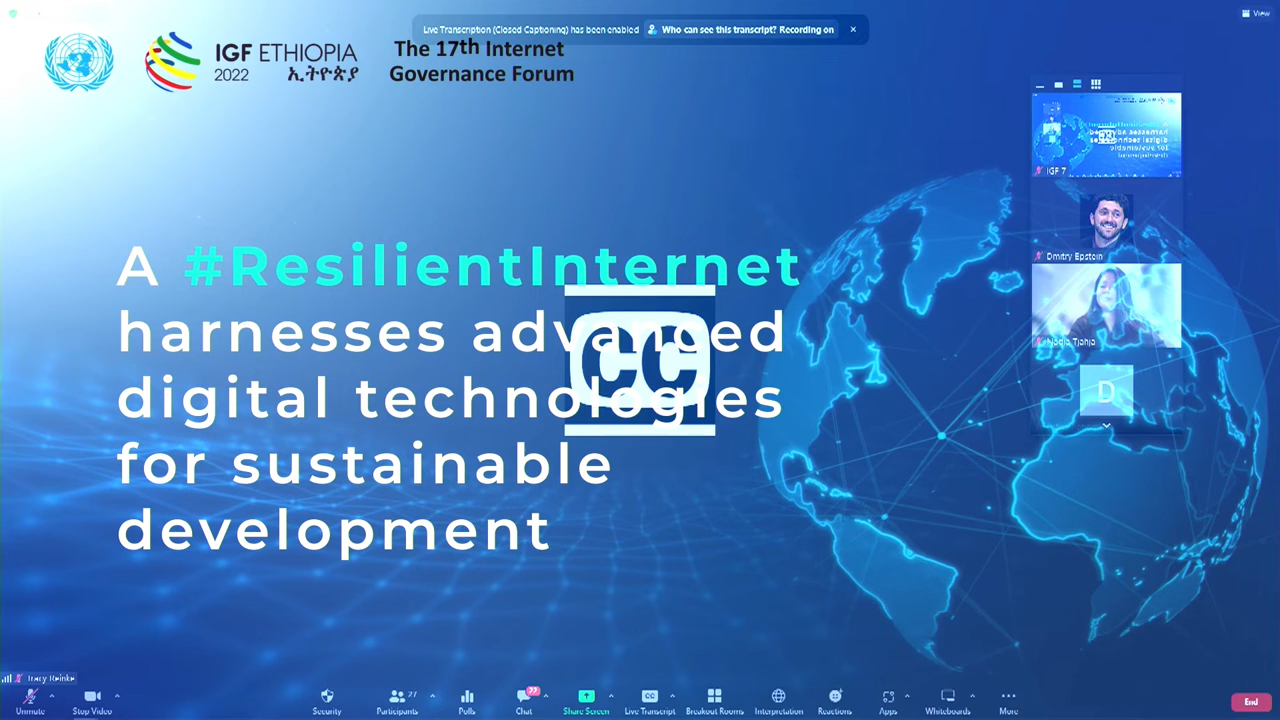 Live Transcription (Closed Captioning) has been enabled
Who can see this transcript? Recording on
View
IGF ETHIOPIA
2022 ኢትዮጵያ
The 17th Internet
Governance Forum
IGF 7
Dmitry Epstein
Nadia Tjahja
D
A #ResilientInternet
harnesses advanced
digital technologies
for sustainable
development
CC
Tracy Reinke
Unmute
Stop Video
Security
Participants
27
Polls
Chat
Share Screen
CC
Live Transcript
Breakout Rooms
Interpretation
Reactions
Apps
Whiteboards
More
End